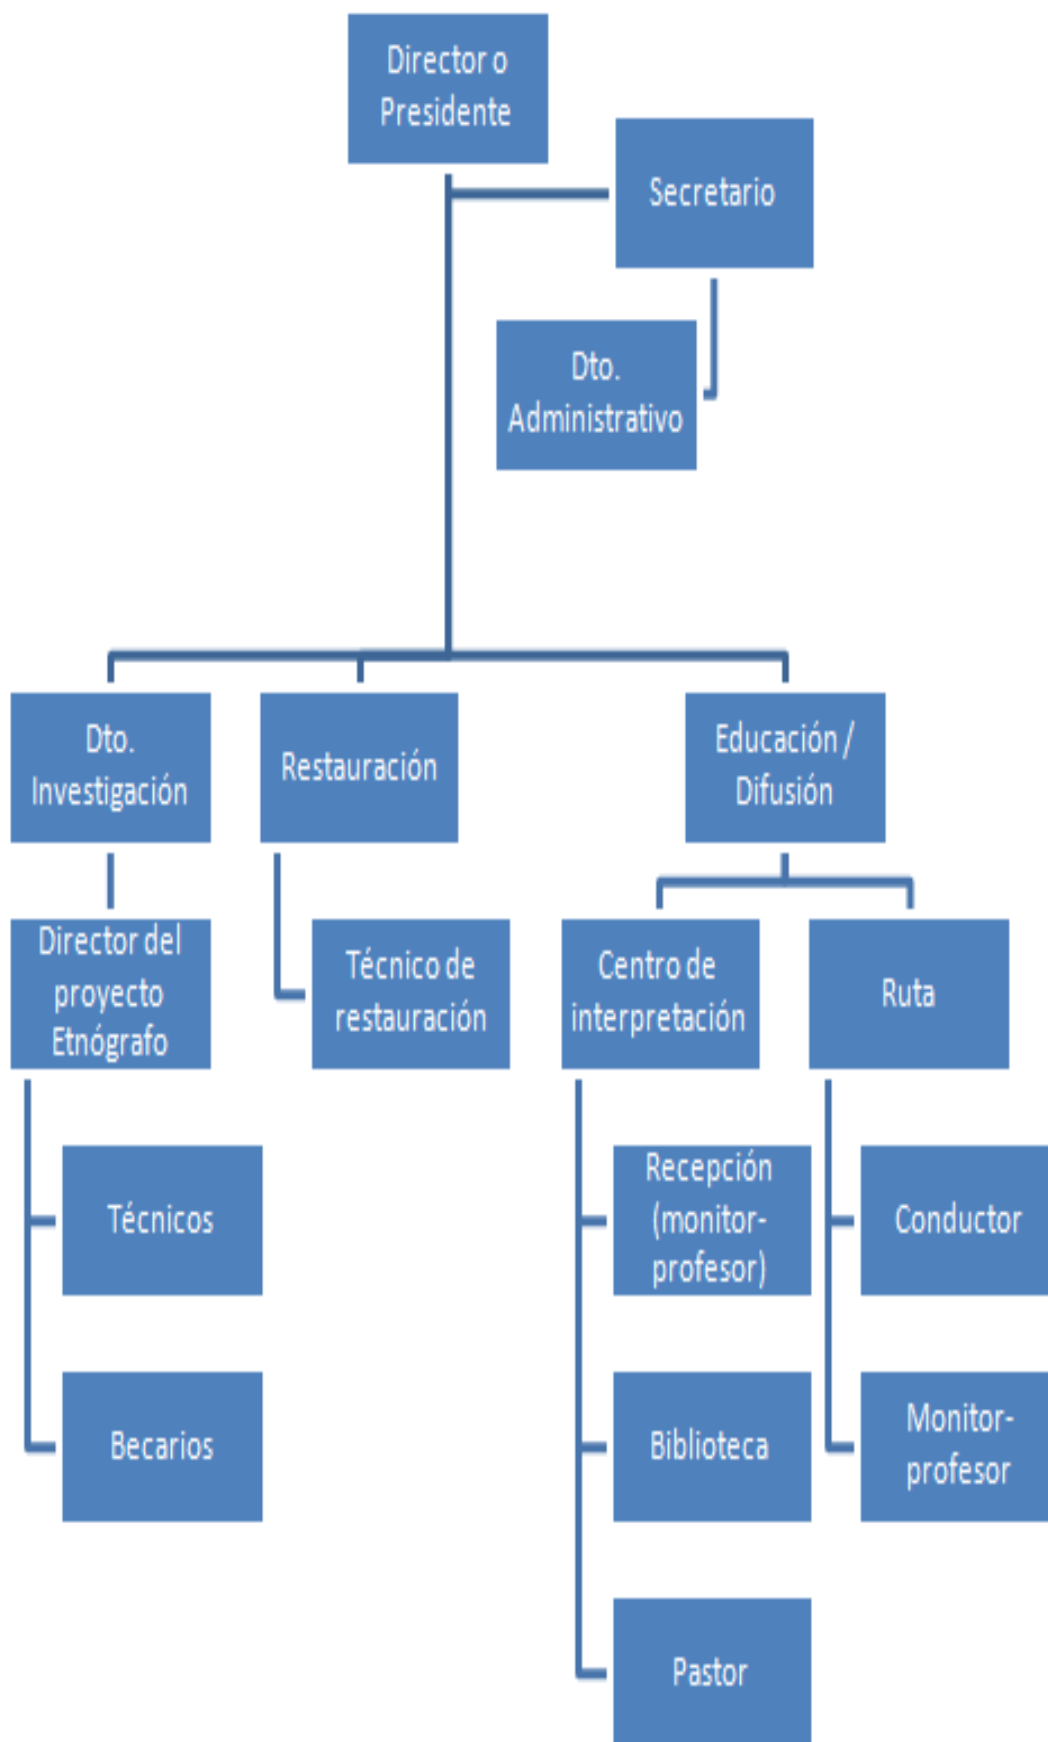 Director o
Presidente
Secretario
Dto.
Administrativo
Dto.
Investigación
Restauración
Educación /
Difusión
Director del
proyecto
Etnógrafo
Técnico de
restauración
Centro de
interpretación
Ruta
Técnicos
Recepción
(monitor-
profesor)
Conductor
Becarios
Biblioteca
Monitor-
profesor
Pastor